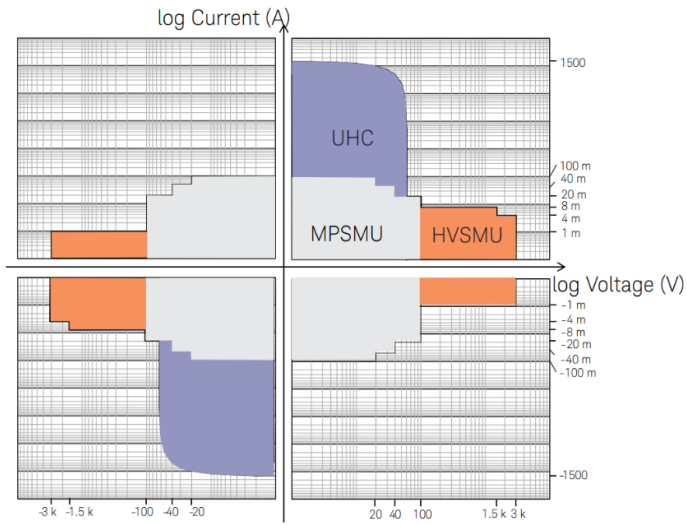 log Current (A)
1500
UHC
100 m
40 m
20 m
8 m
4 m
1 m
MPSMU
HVSMU
log Voltage (V)
-1 m
-4 m
-8 m
-20 m
-40 m
-100 m
-1500
-3 k -1.5 k -100 -40 -20 20 40 100 1.5 k 3 k